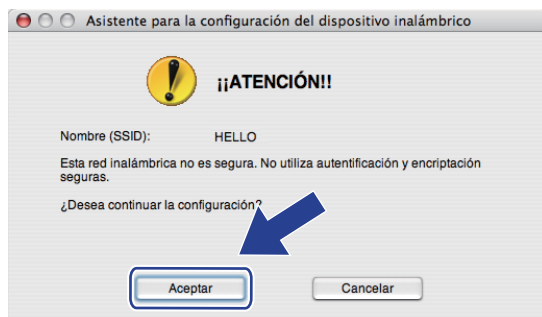 Asistente para la configuración del dispositivo inalámbrico
¡¡ATENCIÓN!!
Nombre (SSID): HELLO
Esta red inalámbrica no es segura. No utiliza autentificación y encriptación
seguras.
¿Desea continuar la configuración?
Aceptar Cancelar